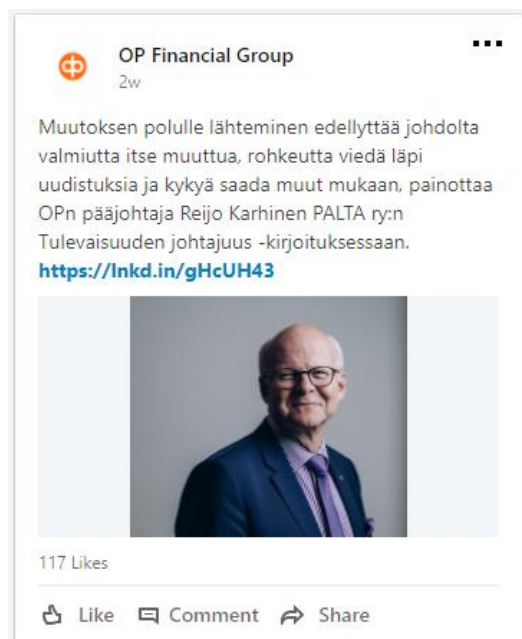 OP Financial Group
2w
Muutoksen polulle lähteminen edellyttää johdolta
valmiutta itse muuttua, rohkeutta viedä läpi
uudistuksia ja kykyä saada muut mukaan, painottaa
OPn pääjohtaja Reijo Karhinen PALTA ry:n
Tulevaisuuden johtajuus -kirjoituksessaan.
https://lnkd.in/gHcUH43
117 Likes
Like Comment Share